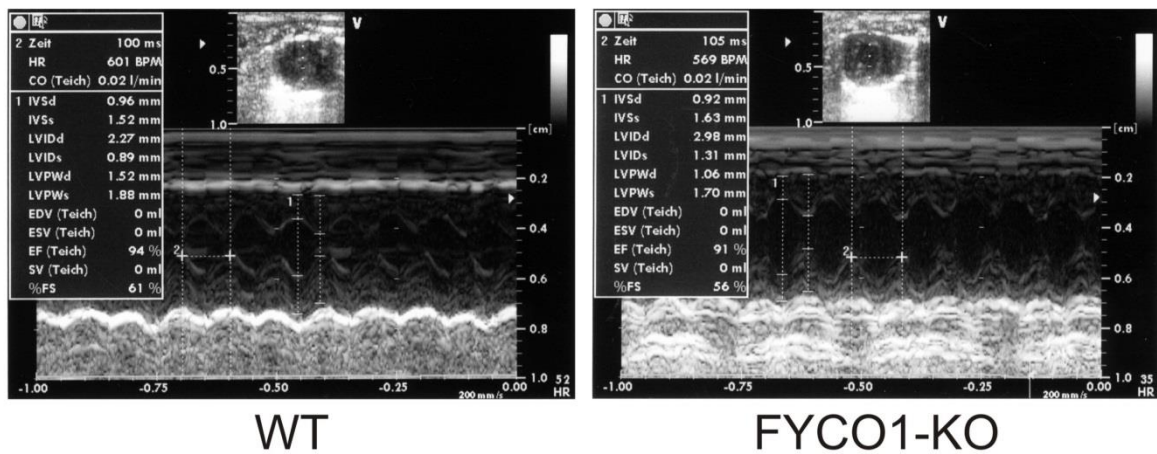 2 Zeit 100 ms
HR 601 BPM
CO (Teich) 0.02 l/min
1 IVSd 0.96 mm
IVSs 1.52 mm
LVIDd 2.27 mm
LVIDs 0.89 mm
LVPWd 1.52 mm
LVPWs 1.88 mm
EDV (Teich) 0 ml
ESV (Teich) 0 ml
EF (Teich) 94 %
SV (Teich) 0 ml
%FS 61 %
V
0.5
1.0
[cm]
0.2
0.4
0.6
0.8
1.0
1
2
-1.00 -0.75 -0.50 -0.25 0.00
200 mm/s
52
HR
WT
2 Zeit 105 ms
HR 569 BPM
CO (Teich) 0.02 l/min
1 IVSd 0.92 mm
IVSs 1.63 mm
LVIDd 2.98 mm
LVIDs 1.31 mm
LVPWd 1.06 mm
LVPWs 1.70 mm
EDV (Teich) 0 ml
ESV (Teich) 0 ml
EF (Teich) 91 %
SV (Teich) 0 ml
%FS 56 %
V
0.5
1.0
[cm]
0.2
0.4
0.6
0.8
1.0
1
2
-1.00 -0.75 -0.50 -0.25 0.00
200 mm/s
35
HR
FYCO1-KO